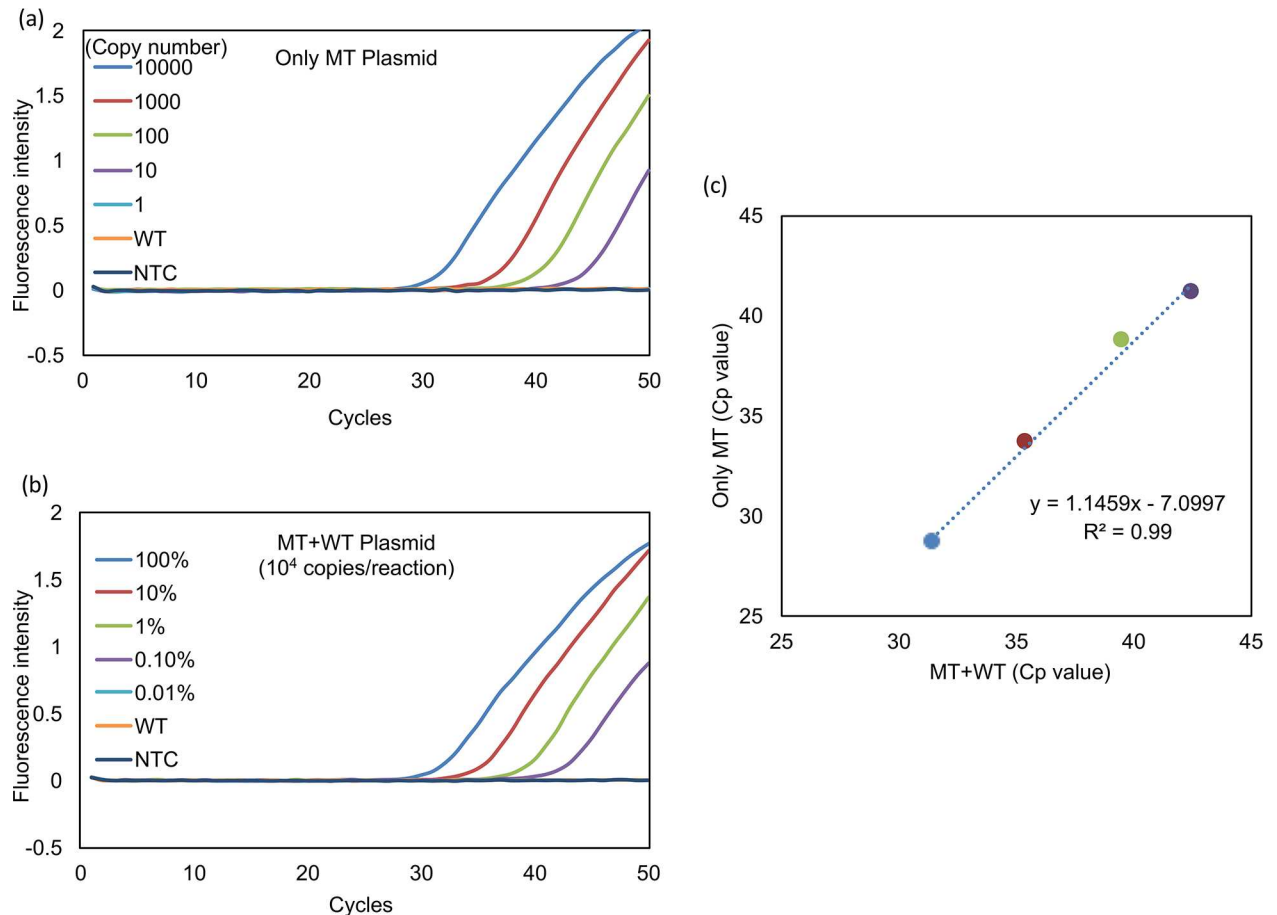 (a)
2
1.5
1
0.5
0
-0.5
Fluorescence intensity
(Copy number)
10000
1000
100
10
1
WT
NTC
Only MT Plasmid
0 10 20 30 40 50
Cycles
(b)
2
1.5
1
0.5
0
-0.5
Fluorescence intensity
100%
10%
1%
0.10%
0.01%
WT
NTC
MT+WT Plasmid
(10⁴ copies/reaction)
0 10 20 30 40 50
Cycles
(c)
45
40
35
30
25
Only MT (Cp value)
y = 1.1459x - 7.0997
R² = 0.99
25 30 35 40 45
MT+WT (Cp value)